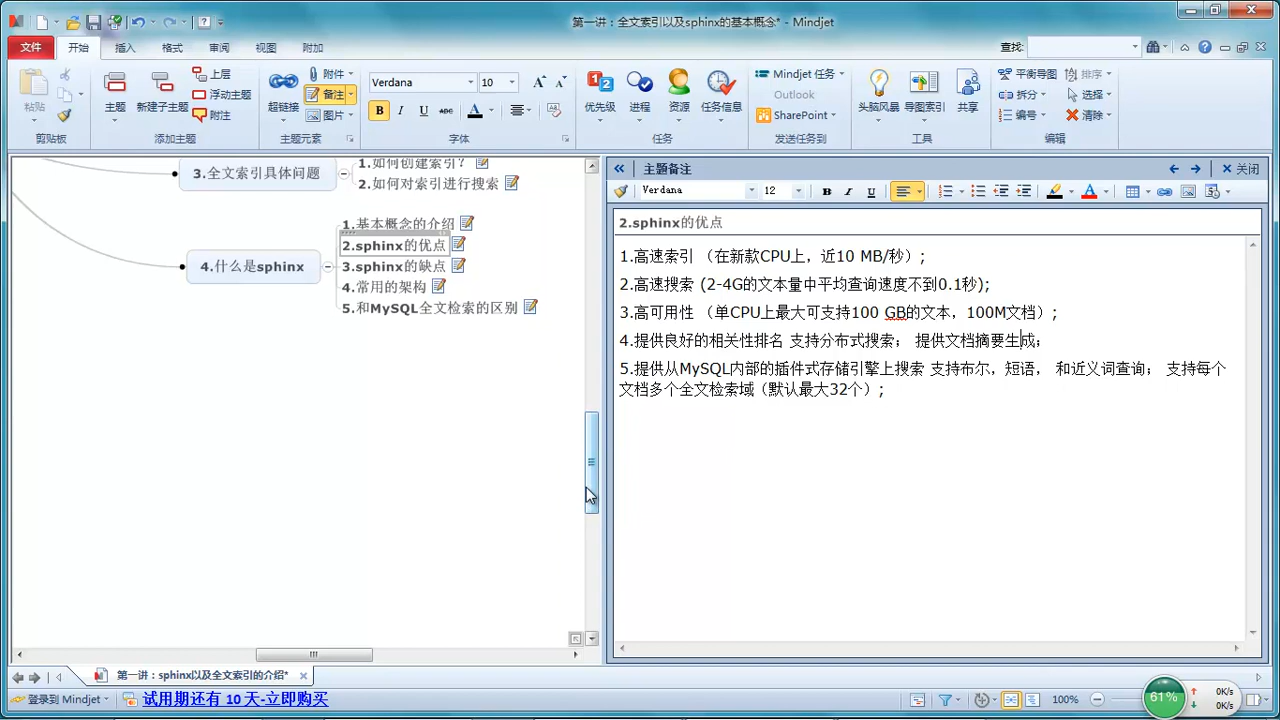 第一讲：全文索引以及sphinx的基本概念* - Mindjet
文件 开始 插入 格式 审阅 视图 附加 查找:
粘贴 剪贴板
主题 新建子主题 上层 浮动主题 附注 添加主题
超链接 附件 备注 图片 主题元素
Verdana 10 B I U abc A 字体
优先级 进程 资源 任务信息 任务
Mindjet 任务 Outlook SharePoint 发送任务到
头脑风暴 导图索引 共享 工具
平衡导图 拆分 编号 排序 选择 清除 编辑
3.全文索引具体问题
1.如何创建索引？
2.如何对索引进行搜索
4.什么是sphinx
1.基本概念的介绍
2.sphinx的优点
3.sphinx的缺点
4.常用的架构
5.和MySQL全文检索的区别
主题备注 关闭
Verdana 12 B I U A
2.sphinx的优点
1.高速索引 （在新款CPU上，近10 MB/秒）;
2.高速搜索 (2-4G的文本量中平均查询速度不到0.1秒);
3.高可用性 （单CPU上最大可支持100 GB的文本，100M文档）;
4.提供良好的相关性排名 支持分布式搜索； 提供文档摘要生成；
5.提供从MySQL内部的插件式存储引擎上搜索 支持布尔，短语， 和近义词查询； 支持每个
文档多个全文检索域（默认最大32个）;
第一讲：sphinx以及全文索引的介绍*
登录到 Mindjet 试用期还有 10 天-立即购买 100% 61% 0K/s
0K/s